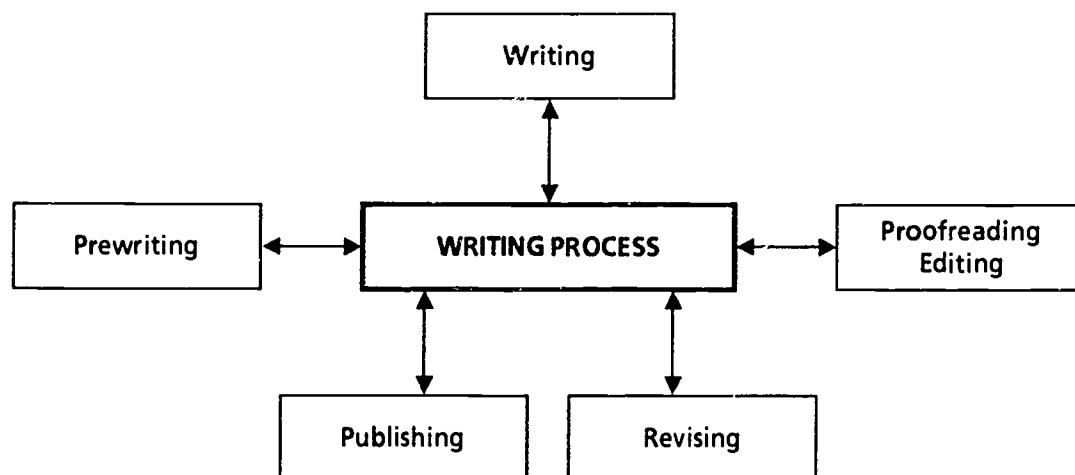 Writing
Prewriting
WRITING PROCESS
Proofreading
Editing
Publishing
Revising